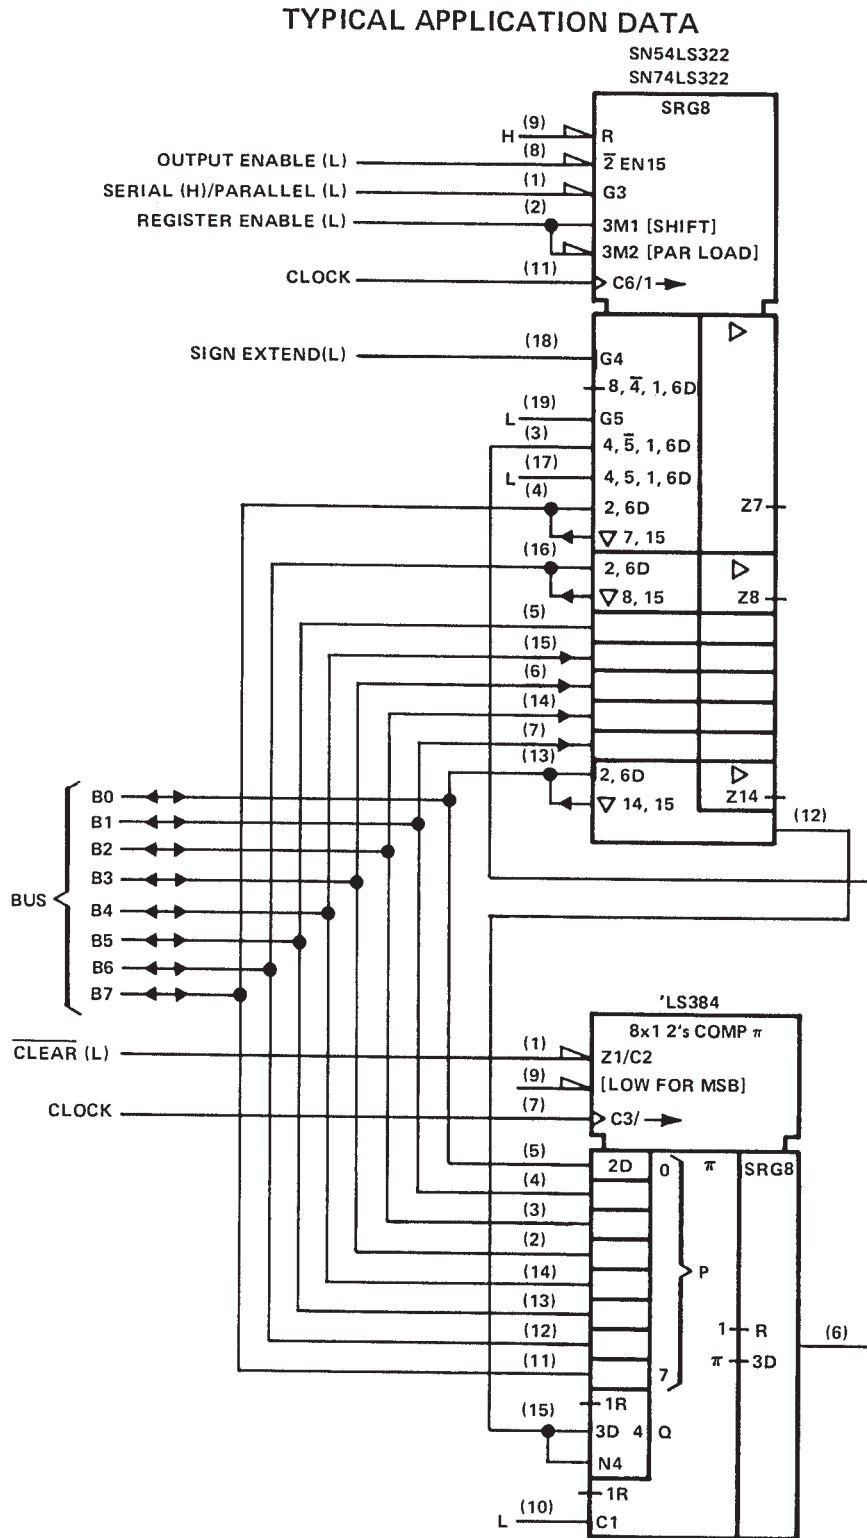 TYPICAL APPLICATION DATA
SN54LS322
SN74LS322
SRG8
H (9) R
OUTPUT ENABLE (L) (8) 2̅ EN15
SERIAL (H)/PARALLEL (L) (1) G3
REGISTER ENABLE (L) (2) 3M1 [SHIFT]
3M2 [PAR LOAD]
CLOCK (11) C6/1
SIGN EXTEND(L) (18) G4
8, 4̅, 1, 6D
L (19) G5
(3) 4, 5̅, 1, 6D
L (17) 4, 5, 1, 6D
(4) 2, 6D Z7
▽ 7, 15
(16) 2, 6D
▽ 8, 15 Z8
(5)
(15)
(6)
(14)
(7)
(13) 2, 6D
▽ 14, 15 Z14
(12)
BUS
B0
B1
B2
B3
B4
B5
B6
B7
'LS384
8x1 2's COMP π
C̅L̅E̅A̅R̅ (L) (1) Z1/C2
(9) [LOW FOR MSB]
CLOCK (7) C3/
(5) 2D 0 π SRG8
(4)
(3)
(2)
(14) P
(13)
(12) 1 R (6)
(11) 7 π 3D
1R
(15) 3D 4 Q
N4
1R
L (10) C1